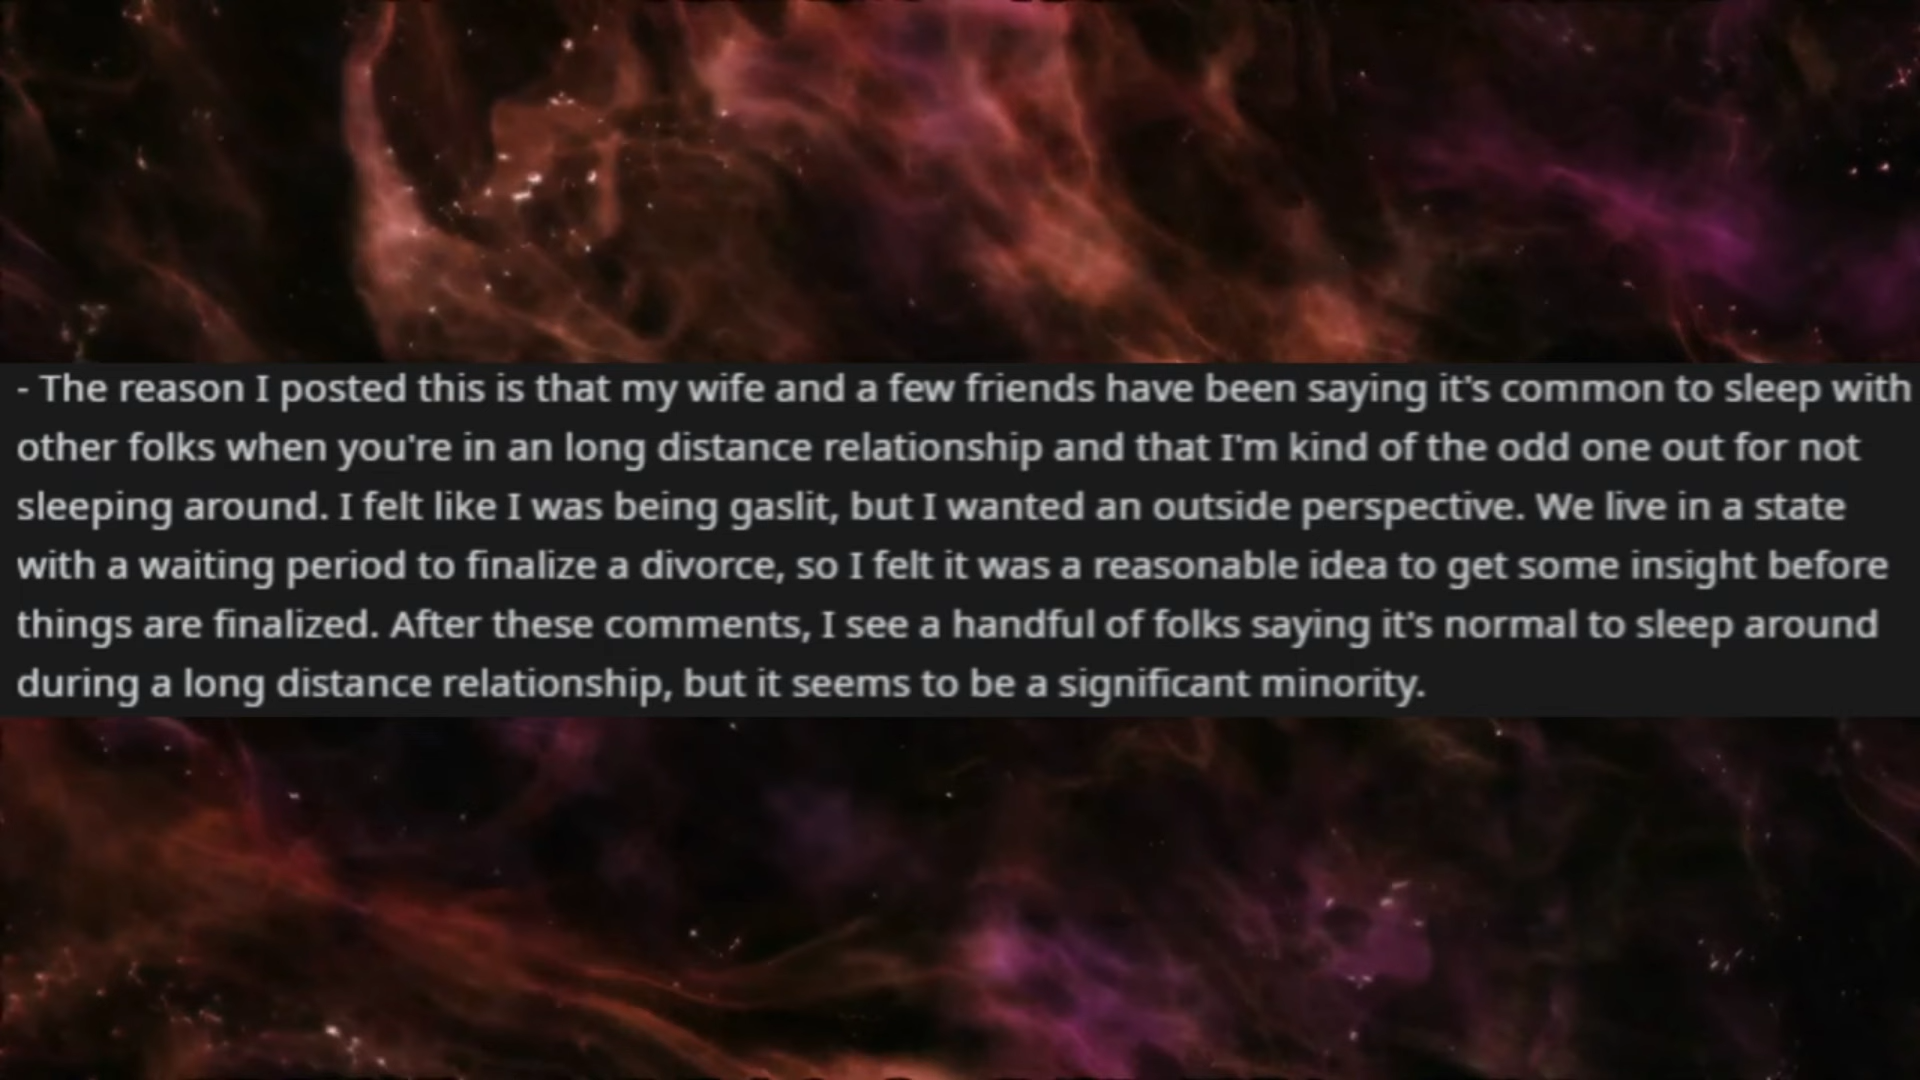 - The reason I posted this is that my wife and a few friends have been saying it's common to sleep with
other folks when you're in an long distance relationship and that I'm kind of the odd one out for not
sleeping around. I felt like I was being gaslit, but I wanted an outside perspective. We live in a state
with a waiting period to finalize a divorce, so I felt it was a reasonable idea to get some insight before
things are finalized. After these comments, I see a handful of folks saying it's normal to sleep around
during a long distance relationship, but it seems to be a significant minority.